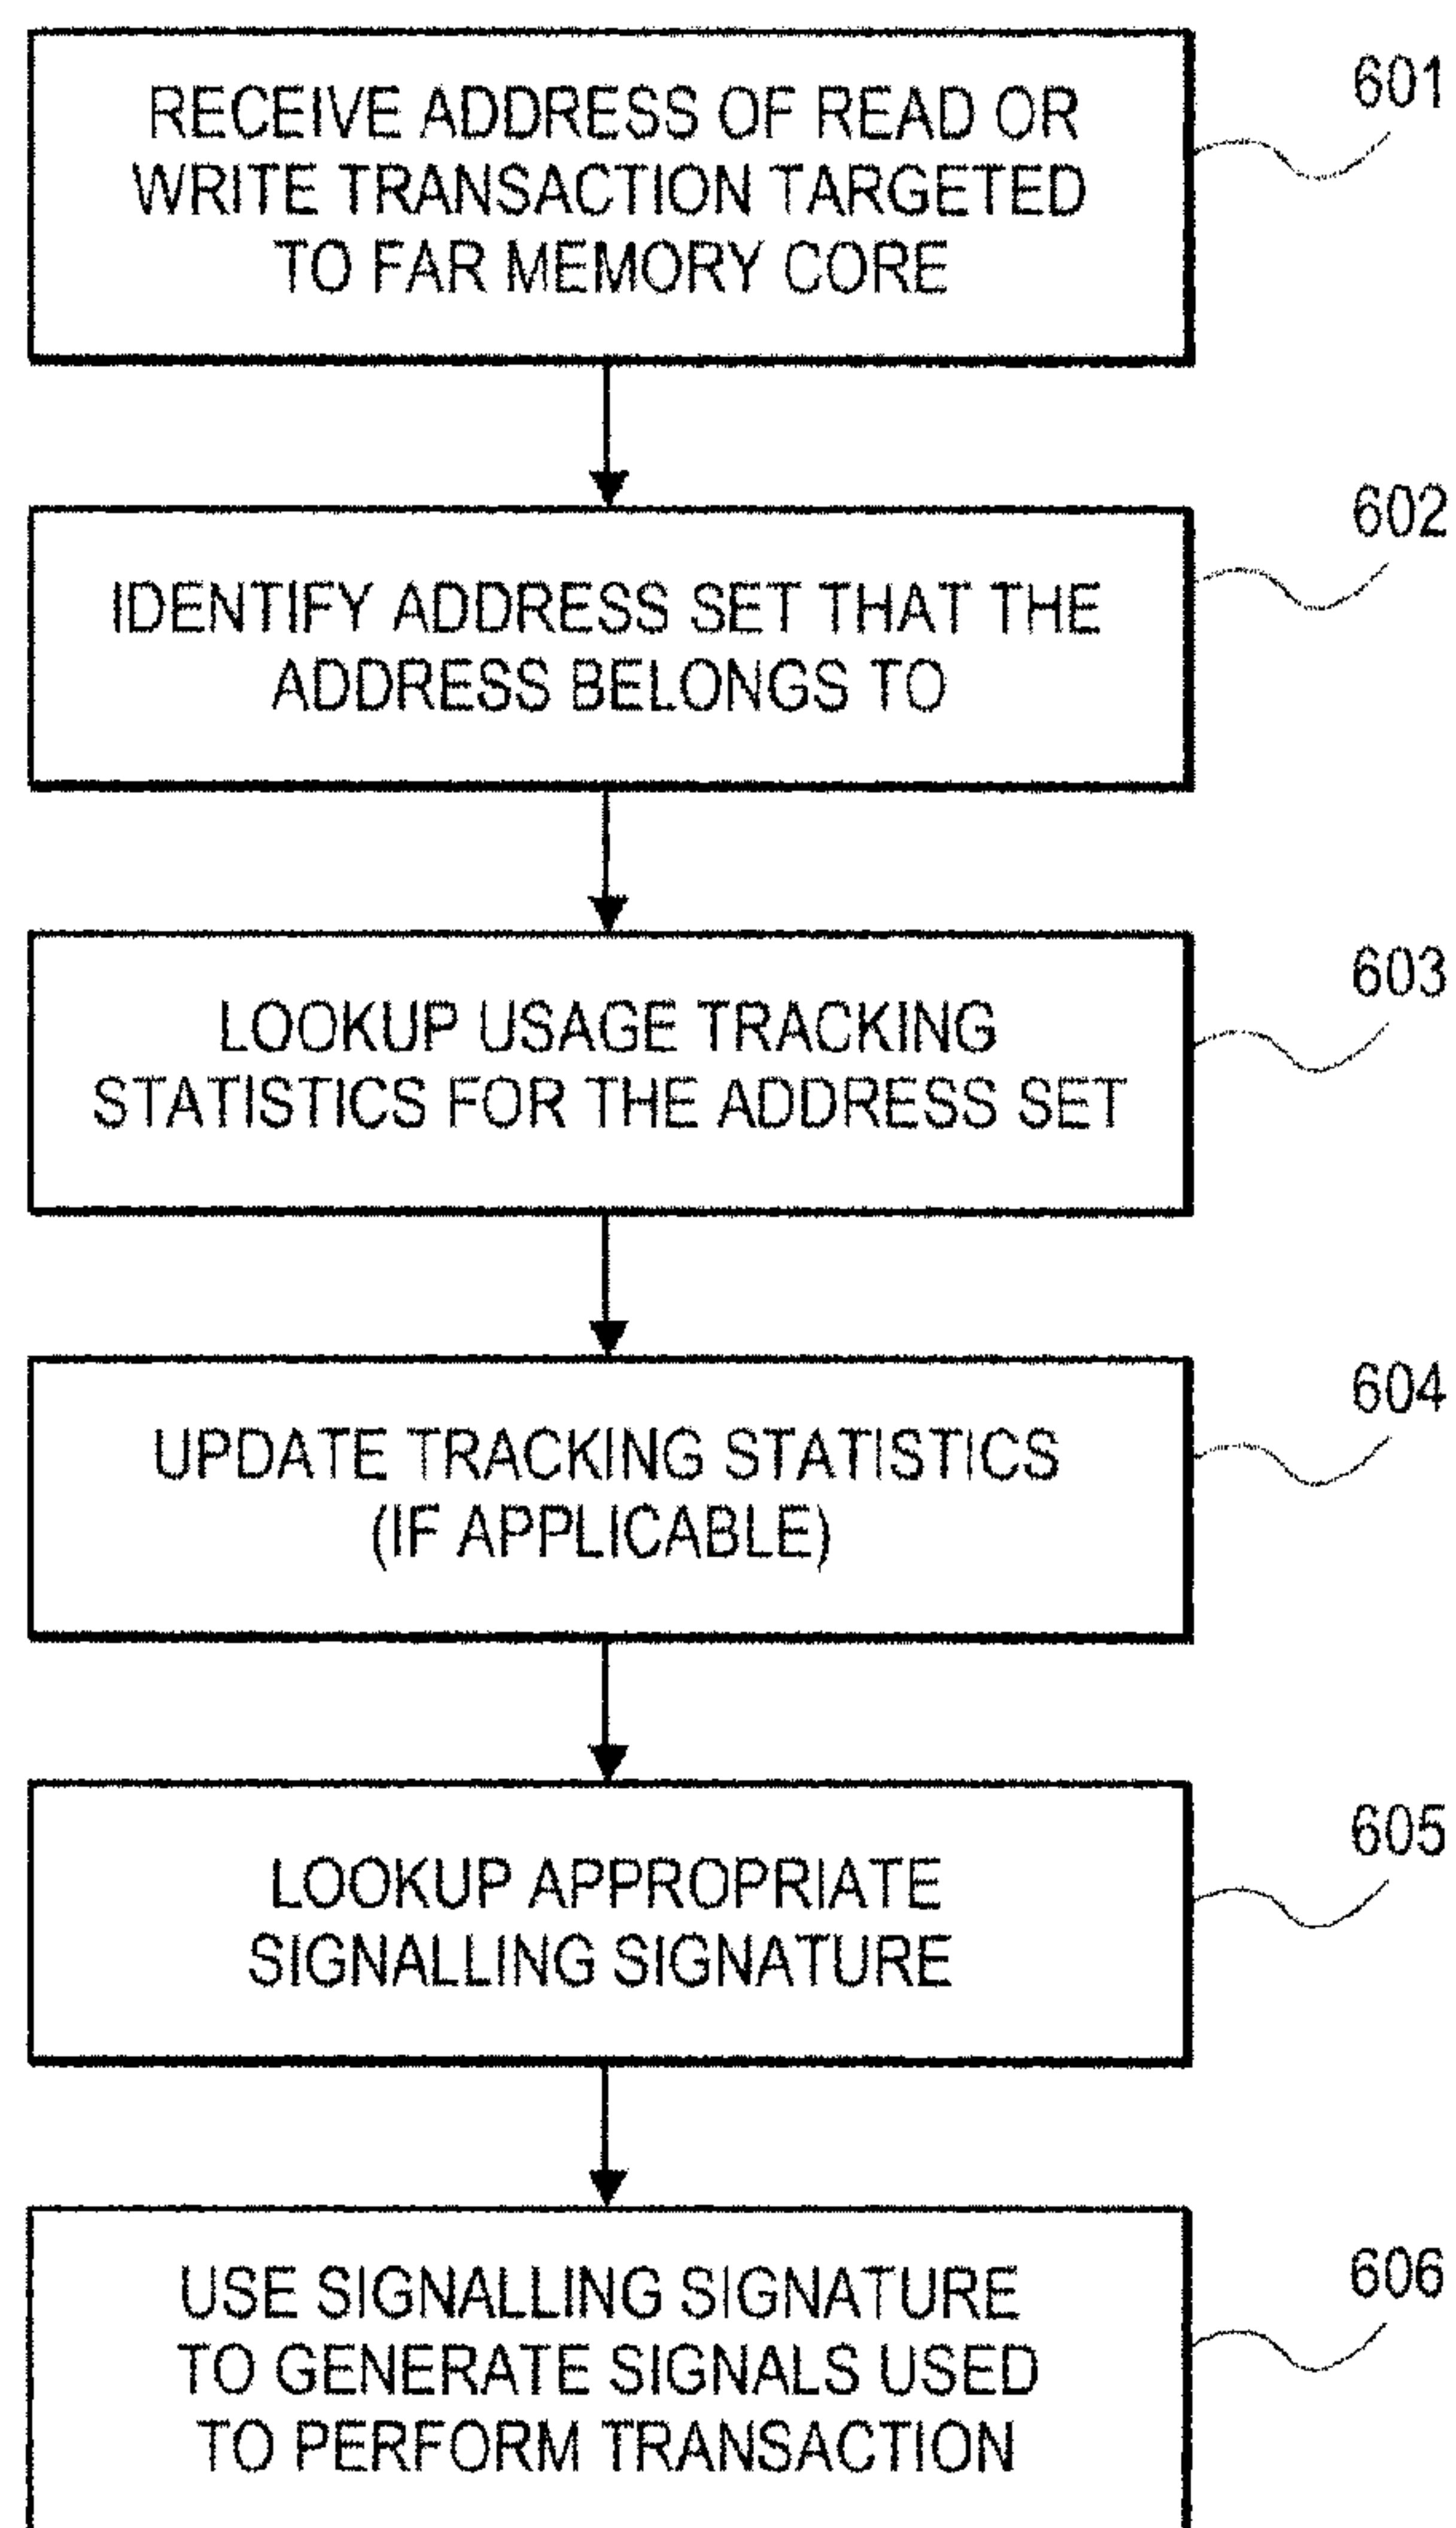 RECEIVE ADDRESS OF READ OR
WRITE TRANSACTION TARGETED
TO FAR MEMORY CORE
601
IDENTIFY ADDRESS SET THAT THE
ADDRESS BELONGS TO
602
LOOKUP USAGE TRACKING
STATISTICS FOR THE ADDRESS SET
603
UPDATE TRACKING STATISTICS
(IF APPLICABLE)
604
LOOKUP APPROPRIATE
SIGNALLING SIGNATURE
605
USE SIGNALLING SIGNATURE
TO GENERATE SIGNALS USED
TO PERFORM TRANSACTION
606